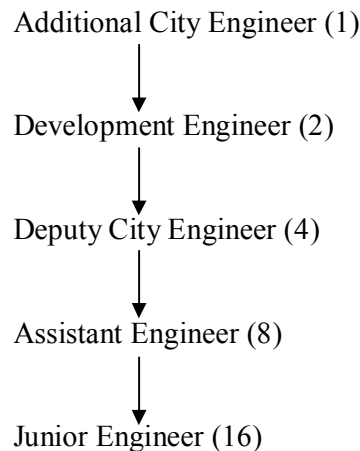 Additional City Engineer (1)
Development Engineer (2)
Deputy City Engineer (4)
Assistant Engineer (8)
Junior Engineer (16)